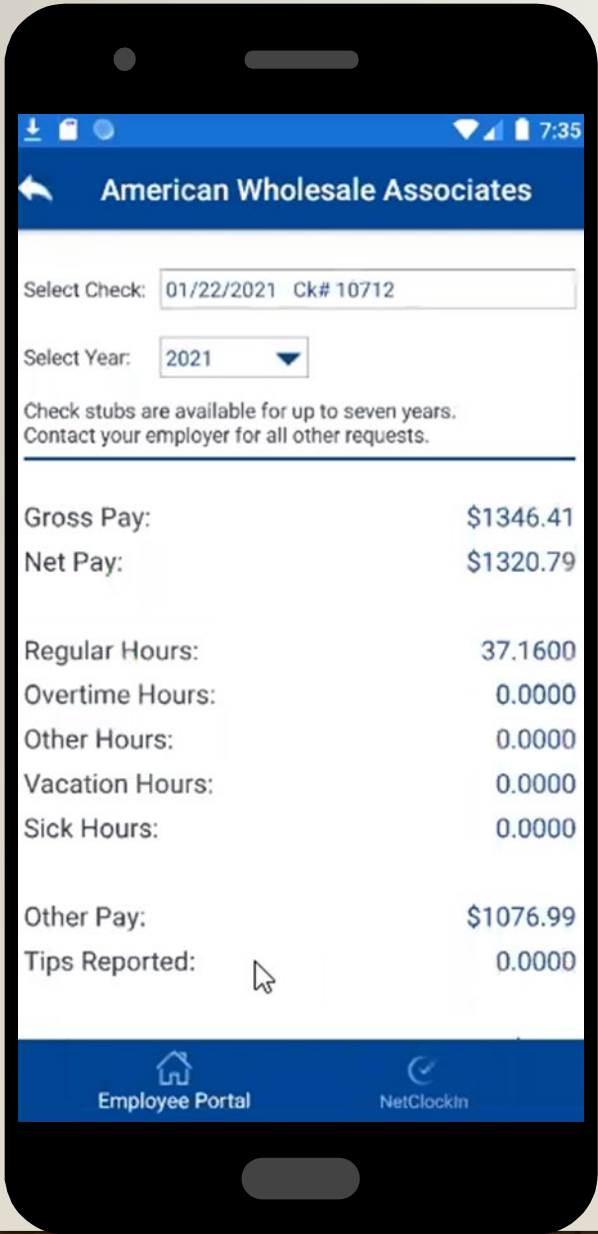 7:35
American Wholesale Associates
Select Check: 01/22/2021 Ck# 10712
Select Year: 2021
Check stubs are available for up to seven years.
Contact your employer for all other requests.
Gross Pay: $1346.41
Net Pay: $1320.79
Regular Hours: 37.1600
Overtime Hours: 0.0000
Other Hours: 0.0000
Vacation Hours: 0.0000
Sick Hours: 0.0000
Other Pay: $1076.99
Tips Reported: 0.0000
Employee Portal NetClockIn